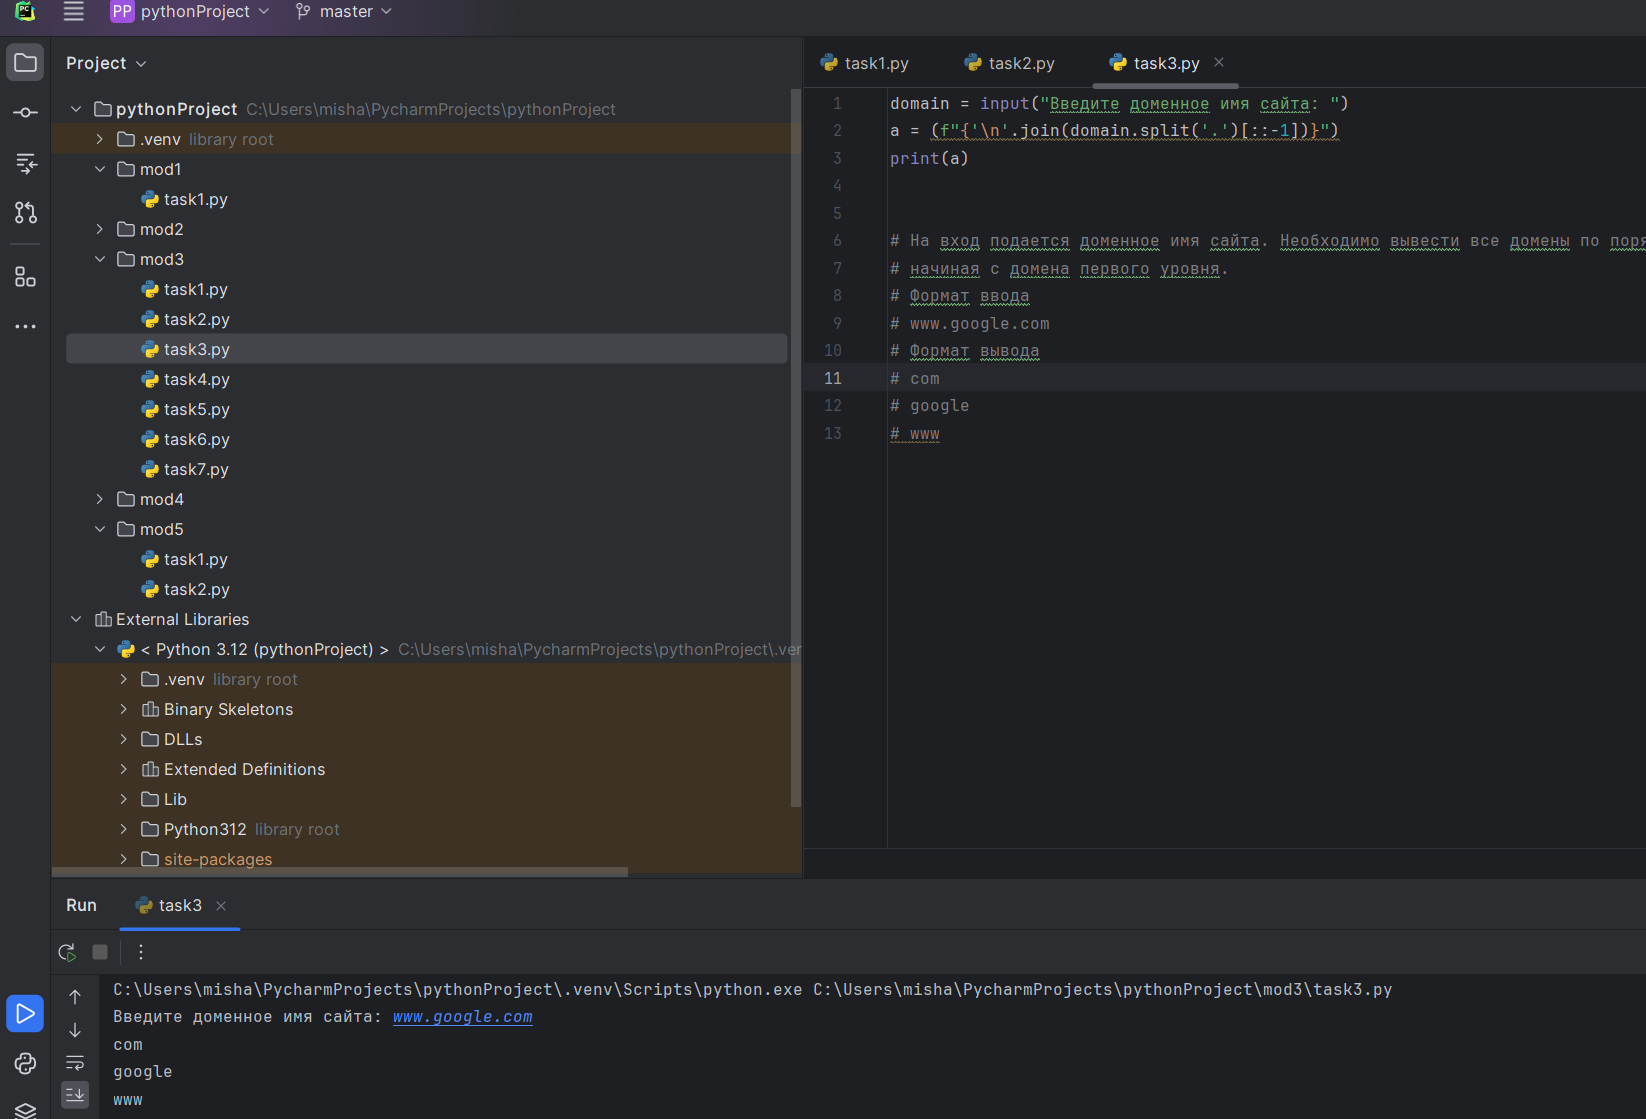 PP pythonProject master
Project
pythonProject C:\Users\misha\PycharmProjects\pythonProject
.venv library root
mod1
task1.py
mod2
mod3
task1.py
task2.py
task3.py
task4.py
task5.py
task6.py
task7.py
mod4
mod5
task1.py
task2.py
External Libraries
< Python 3.12 (pythonProject) > C:\Users\misha\PycharmProjects\pythonProject\.ven
.venv library root
Binary Skeletons
DLLs
Extended Definitions
Lib
Python312 library root
site-packages
task1.py task2.py task3.py
1 domain = input("Введите доменное имя сайта: ")
2 a = (f"{'\n'.join(domain.split('.')[::-1])}")
3 print(a)
4
5
6 # На вход подается доменное имя сайта. Необходимо вывести все домены по поря
7 # начиная с домена первого уровня.
8 # Формат ввода
9 # www.google.com
10 # Формат вывода
11 # com
12 # google
13 # www
Run task3
C:\Users\misha\PycharmProjects\pythonProject\.venv\Scripts\python.exe C:\Users\misha\PycharmProjects\pythonProject\mod3\task3.py
Введите доменное имя сайта: www.google.com
com
google
www